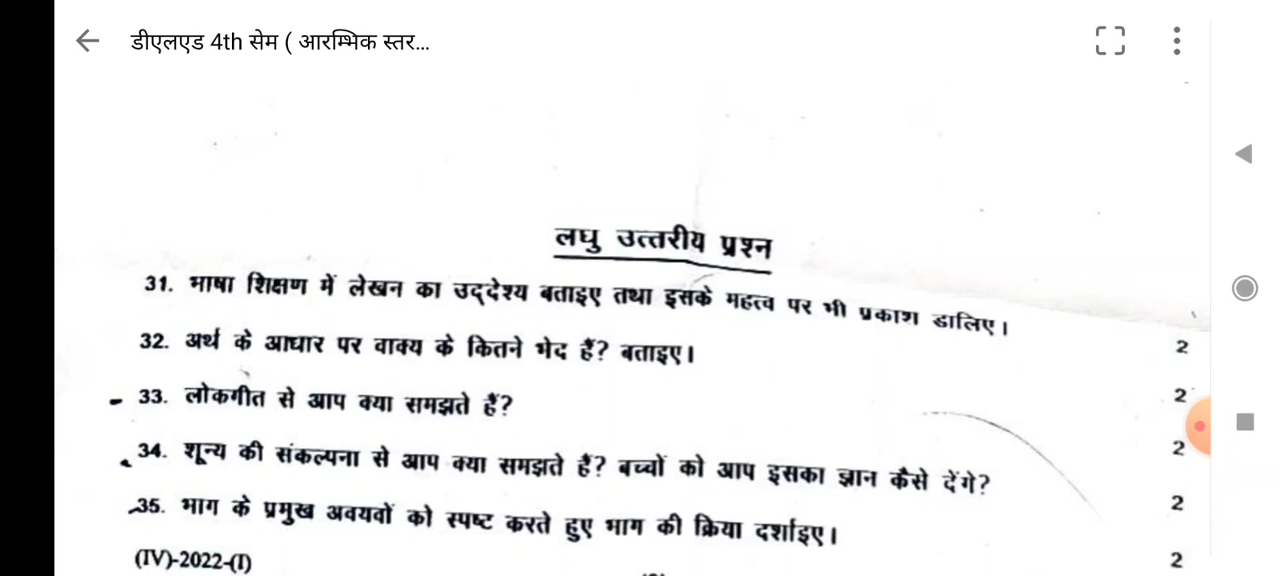 डीएलएड 4th सेम ( आरम्भिक स्तर...
लघु उत्तरीय प्रश्न
31. भाषा शिक्षण में लेखन का उद्देश्य बताइए तथा इसके महत्व पर भी प्रकाश डालिए। 2
32. अर्थ के आधार पर वाक्य के कितने भेद हैं? बताइए। 2
33. लोकगीत से आप क्या समझते हैं? 2
34. शून्य की संकल्पना से आप क्या समझते हैं? बच्चों को आप इसका ज्ञान कैसे देंगे? 2
35. भाग के प्रमुख अवयवों को स्पष्ट करते हुए भाग की क्रिया दर्शाइए। 2
(IV)-2022-(I)